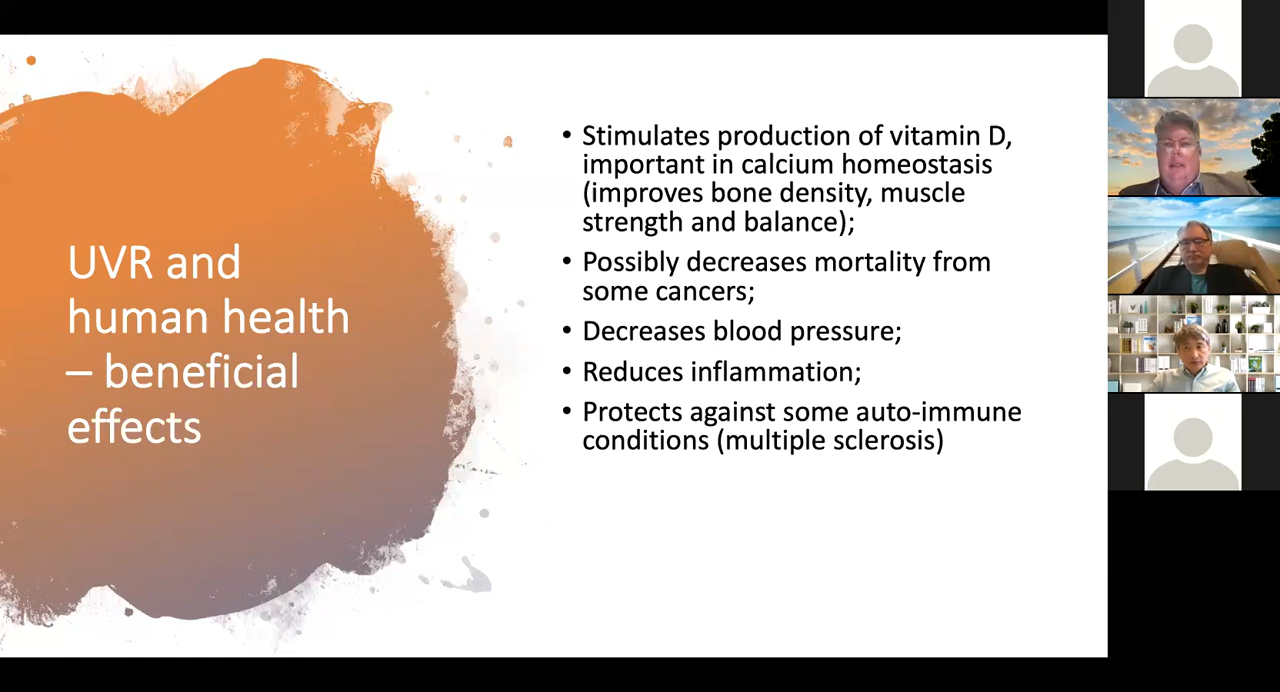 UVR and
human health
– beneficial
effects
• Stimulates production of vitamin D,
important in calcium homeostasis
(improves bone density, muscle
strength and balance);
• Possibly decreases mortality from
some cancers;
• Decreases blood pressure;
• Reduces inflammation;
• Protects against some auto-immune
conditions (multiple sclerosis)